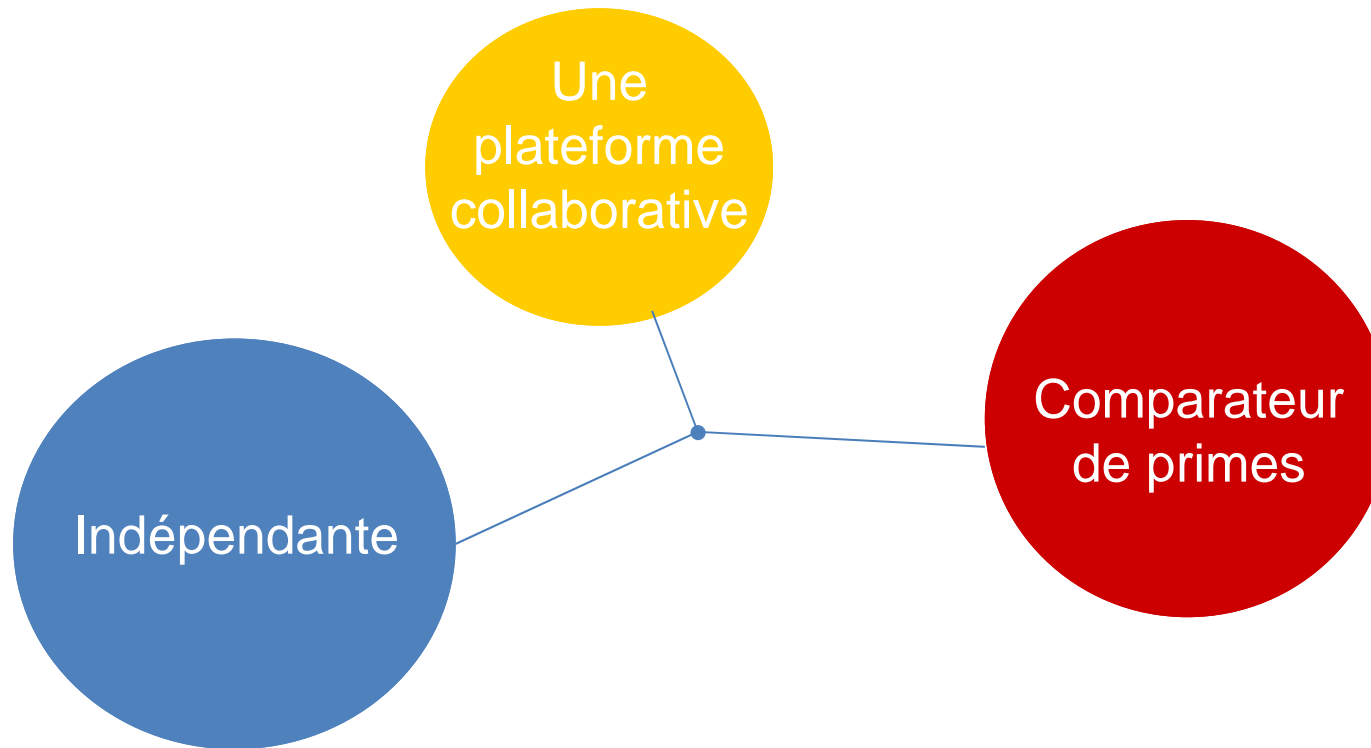 Une
plateforme
collaborative
Comparateur
de primes
Indépendante